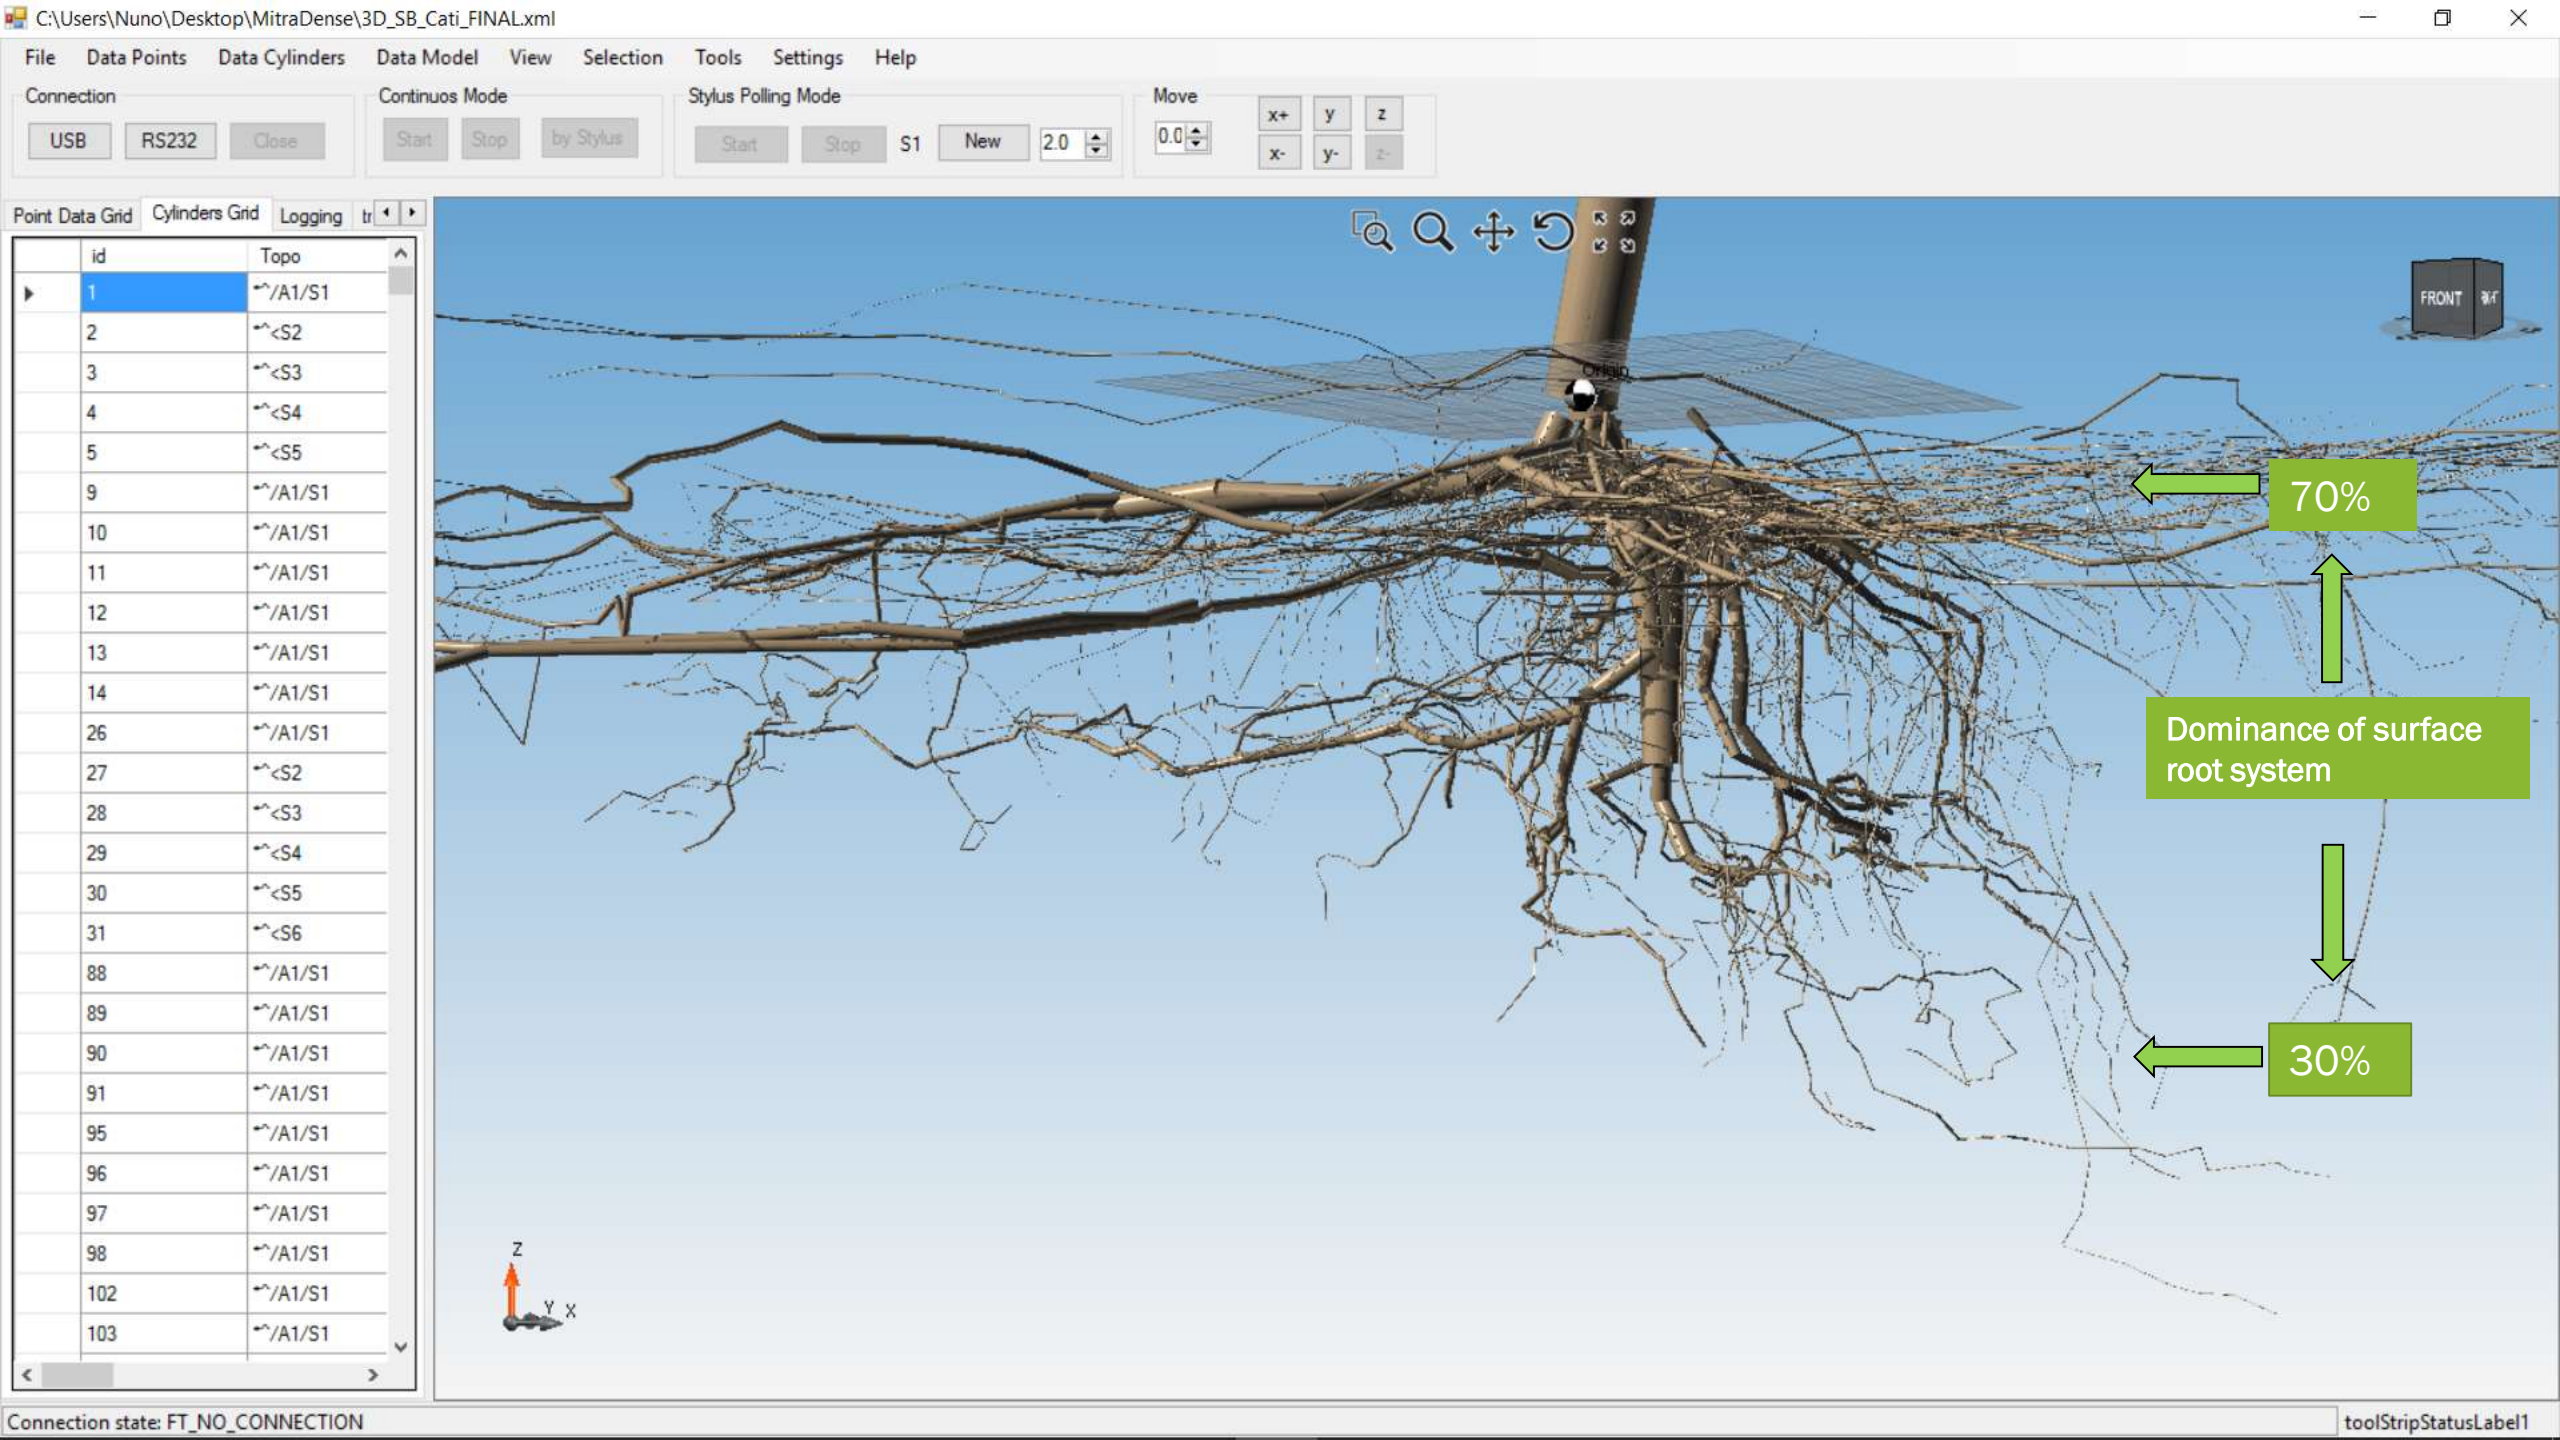 C:\Users\Nuno\Desktop\MitraDense\3D_SB_Cati_FINAL.xml
File Data Points Data Cylinders Data Model View Selection Tools Settings Help
Connection Continuos Mode Stylus Polling Mode Move
USB RS232 Close Start Stop by Stylus Start Stop S1 New 2.0 0.0 x+ y z
x- y- z-
Point Data Grid Cylinders Grid Logging tr
id Topo
1 ⬷^/A1/S1
2 ⬷^<S2
3 ⬷^<S3
4 ⬷^<S4
5 ⬷^<S5
9 ⬷^/A1/S1
10 ⬷^/A1/S1
11 ⬷^/A1/S1
12 ⬷^/A1/S1
13 ⬷^/A1/S1
14 ⬷^/A1/S1
26 ⬷^/A1/S1
27 ⬷^<S2
28 ⬷^<S3
29 ⬷^<S4
30 ⬷^<S5
31 ⬷^<S6
88 ⬷^/A1/S1
89 ⬷^/A1/S1
90 ⬷^/A1/S1
91 ⬷^/A1/S1
95 ⬷^/A1/S1
96 ⬷^/A1/S1
97 ⬷^/A1/S1
98 ⬷^/A1/S1
102 ⬷^/A1/S1
103 ⬷^/A1/S1
FRONT
Origin
70%
Dominance of surface
root system
30%
Z
Y X
Connection state: FT_NO_CONNECTION
toolStripStatusLabel1